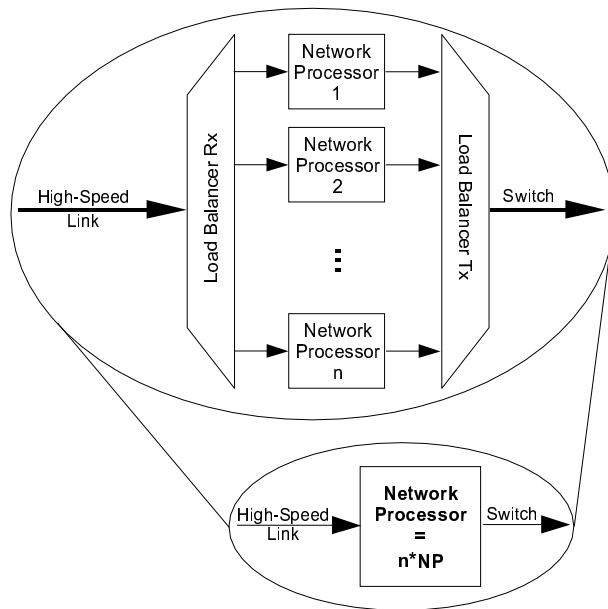 Network
Processor
1
Network
Processor
2
...
Network
Processor
n
Load Balancer Rx
Load Balancer Tx
High-Speed
Link
Switch
High-Speed
Link
Network
Processor
=
n*NP
Switch